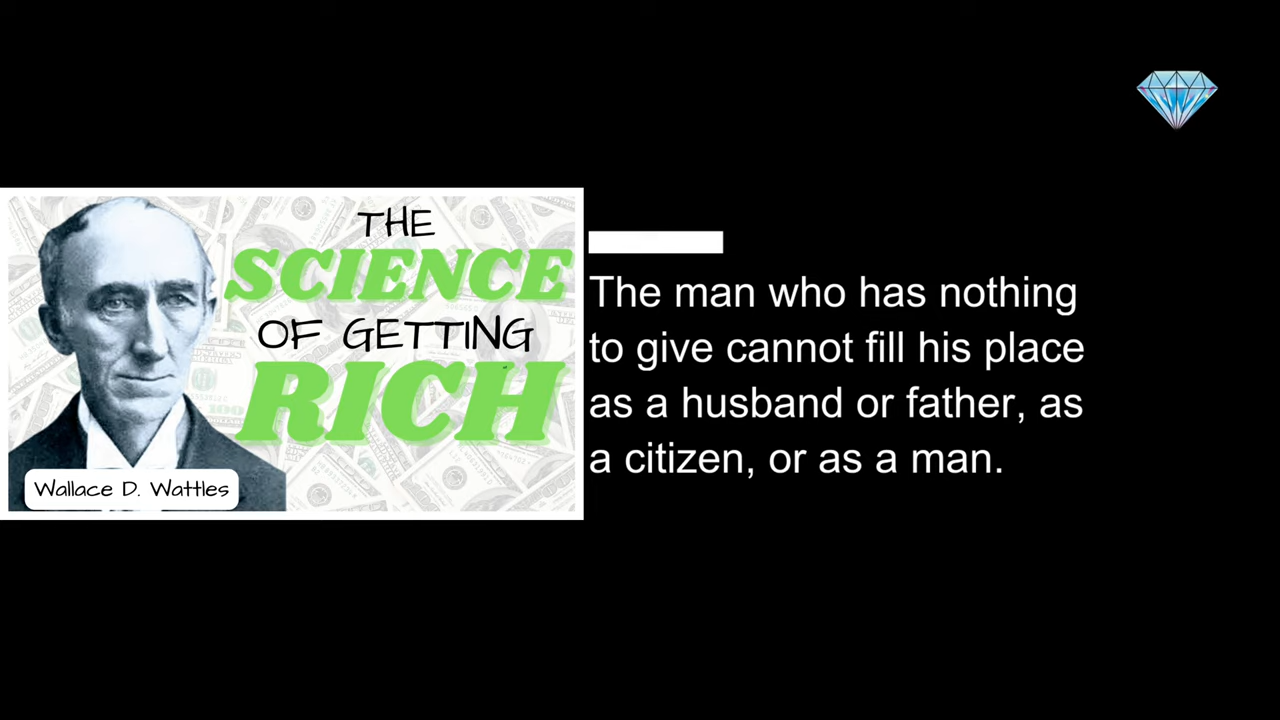 THE
SCIENCE
OF GETTING
RICH
Wallace D. Wattles
The man who has nothing
to give cannot fill his place
as a husband or father, as
a citizen, or as a man.